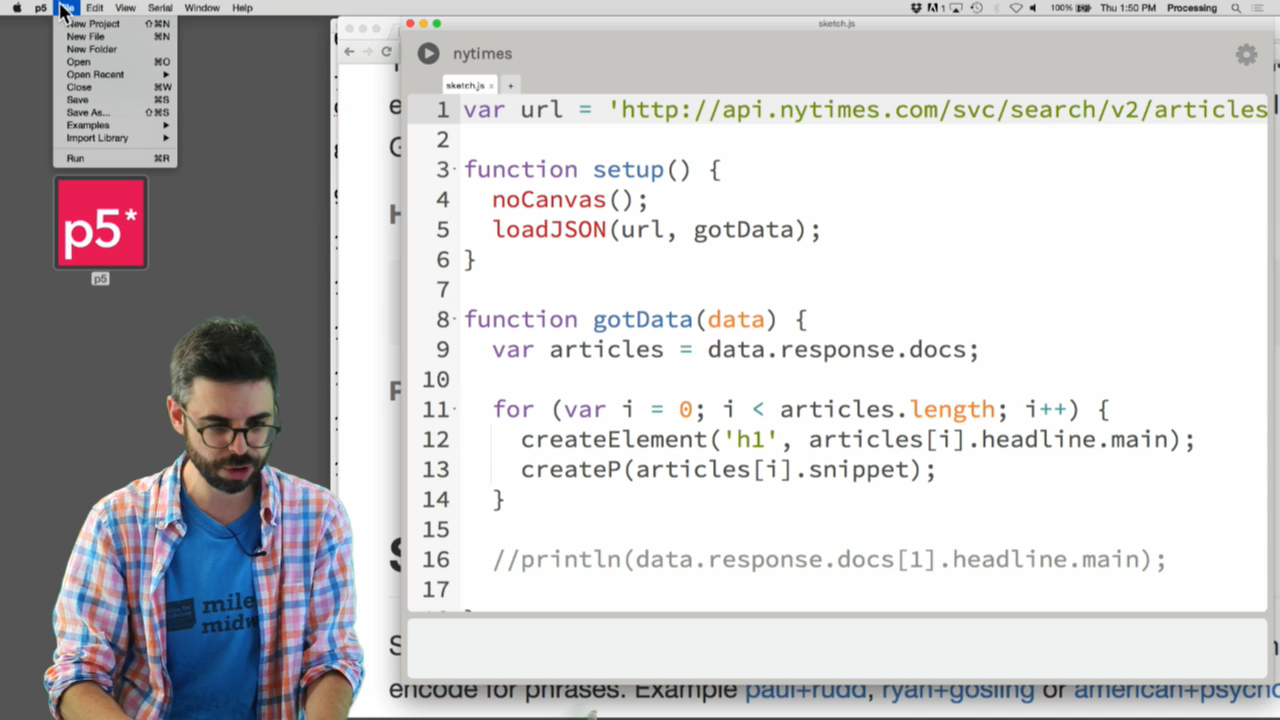 p5 File Edit View Serial Window Help 100% Thu 1:50 PM Processing
New Project ⇧⌘N
New File ⌘N
New Folder
Open ⌘O
Open Recent
Close ⌘W
Save ⌘S
Save As... ⇧⌘S
Examples
Import Library
Run ⌘R
p5*
p5
sketch.js
nytimes
sketch.js x +
1 var url = 'http://api.nytimes.com/svc/search/v2/articles
2
3 function setup() {
4 noCanvas();
5 loadJSON(url, gotData);
6 }
7
8 function gotData(data) {
9 var articles = data.response.docs;
10
11 for (var i = 0; i < articles.length; i++) {
12 createElement('h1', articles[i].headline.main);
13 createP(articles[i].snippet);
14 }
15
16 //println(data.response.docs[1].headline.main);
17
encode for phrases. Example paul+rudd, ryan+gosling or american+psycho